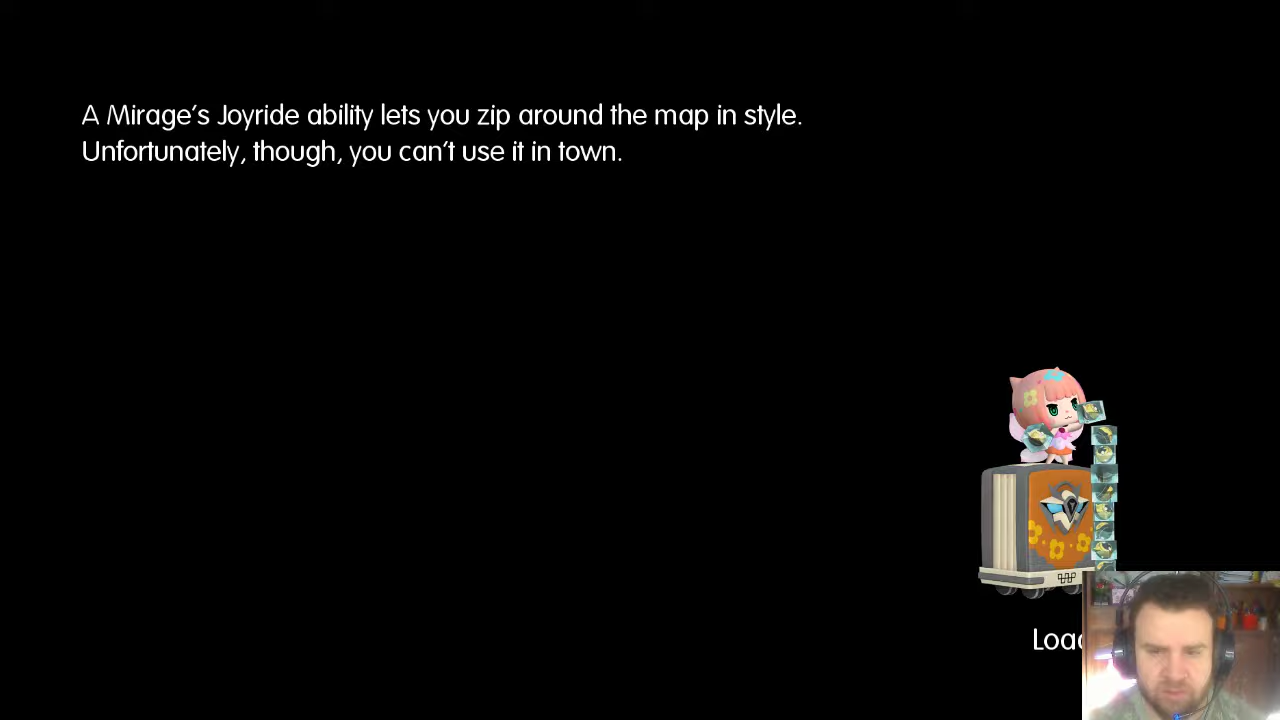 A Mirage's Joyride ability lets you zip around the map in style.
Unfortunately, though, you can't use it in town.